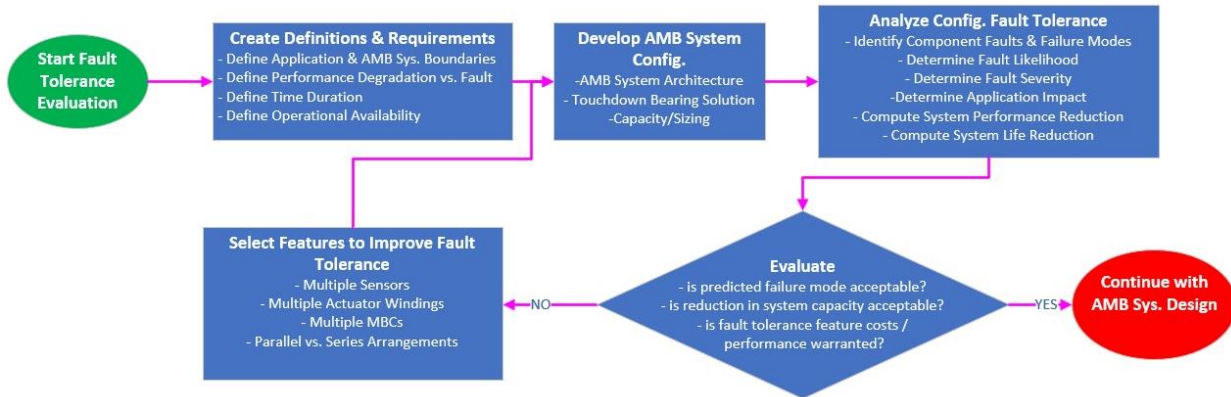 Start Fault
Tolerance
Evaluation
Create Definitions & Requirements
- Define Application & AMB Sys. Boundaries
- Define Performance Degradation vs. Fault
- Define Time Duration
- Define Operational Availability
Develop AMB System
Config.
-AMB System Architecture
- Touchdown Bearing Solution
-Capacity/Sizing
Analyze Config. Fault Tolerance
- Identify Component Faults & Failure Modes
- Determine Fault Likelihood
- Determine Fault Severity
-Determine Application Impact
- Compute System Performance Reduction
- Compute System Life Reduction
Select Features to Improve Fault
Tolerance
- Multiple Sensors
- Multiple Actuator Windings
- Multiple MBCs
- Parallel vs. Series Arrangements
NO
Evaluate
- is predicted failure mode acceptable?
- is reduction in system capacity acceptable?
- is fault tolerance feature costs /
performance warranted?
YES
Continue with
AMB Sys. Design